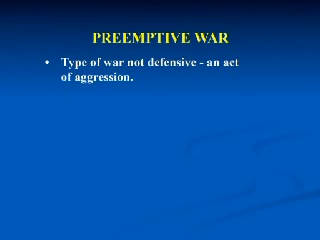 PREEMPTIVE WAR
• Type of war not defensive - an act
of aggression.